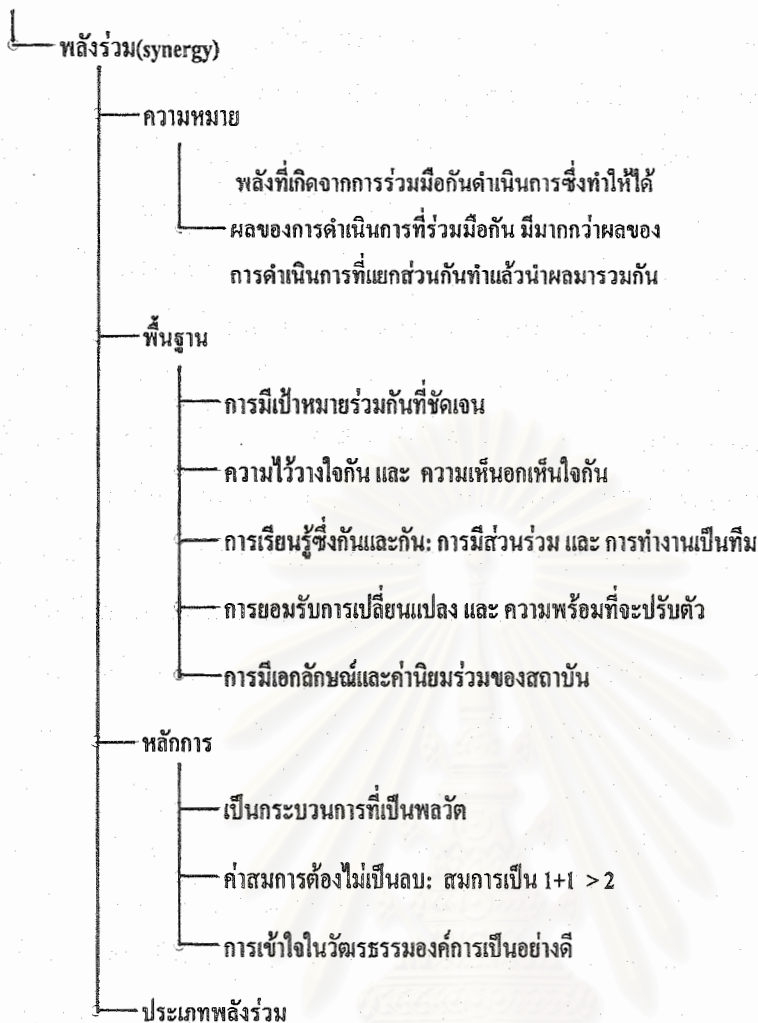 พลังร่วม(synergy)
ความหมาย
พลังที่เกิดจากการร่วมมือกันดำเนินการซึ่งทำให้ได้
ผลของการดำเนินการที่ร่วมมือกัน มีมากกว่าผลของ
การดำเนินการที่แยกส่วนกันทำแล้วนำผลมารวมกัน
พื้นฐาน
การมีเป้าหมายร่วมกันที่ชัดเจน
ความไว้วางใจกัน และ ความเห็นอกเห็นใจกัน
การเรียนรู้ซึ่งกันและกัน: การมีส่วนร่วม และ การทำงานเป็นทีม
การยอมรับการเปลี่ยนแปลง และ ความพร้อมที่จะปรับตัว
การมีเอกลักษณ์และค่านิยมร่วมของสถาบัน
หลักการ
เป็นกระบวนการที่เป็นพลวัต
ค่าสมการต้องไม่เป็นลบ: สมการเป็น 1+1 >2
การเข้าใจในวัฒรธรรมองค์การเป็นอย่างดี
ประเภทพลังร่วม